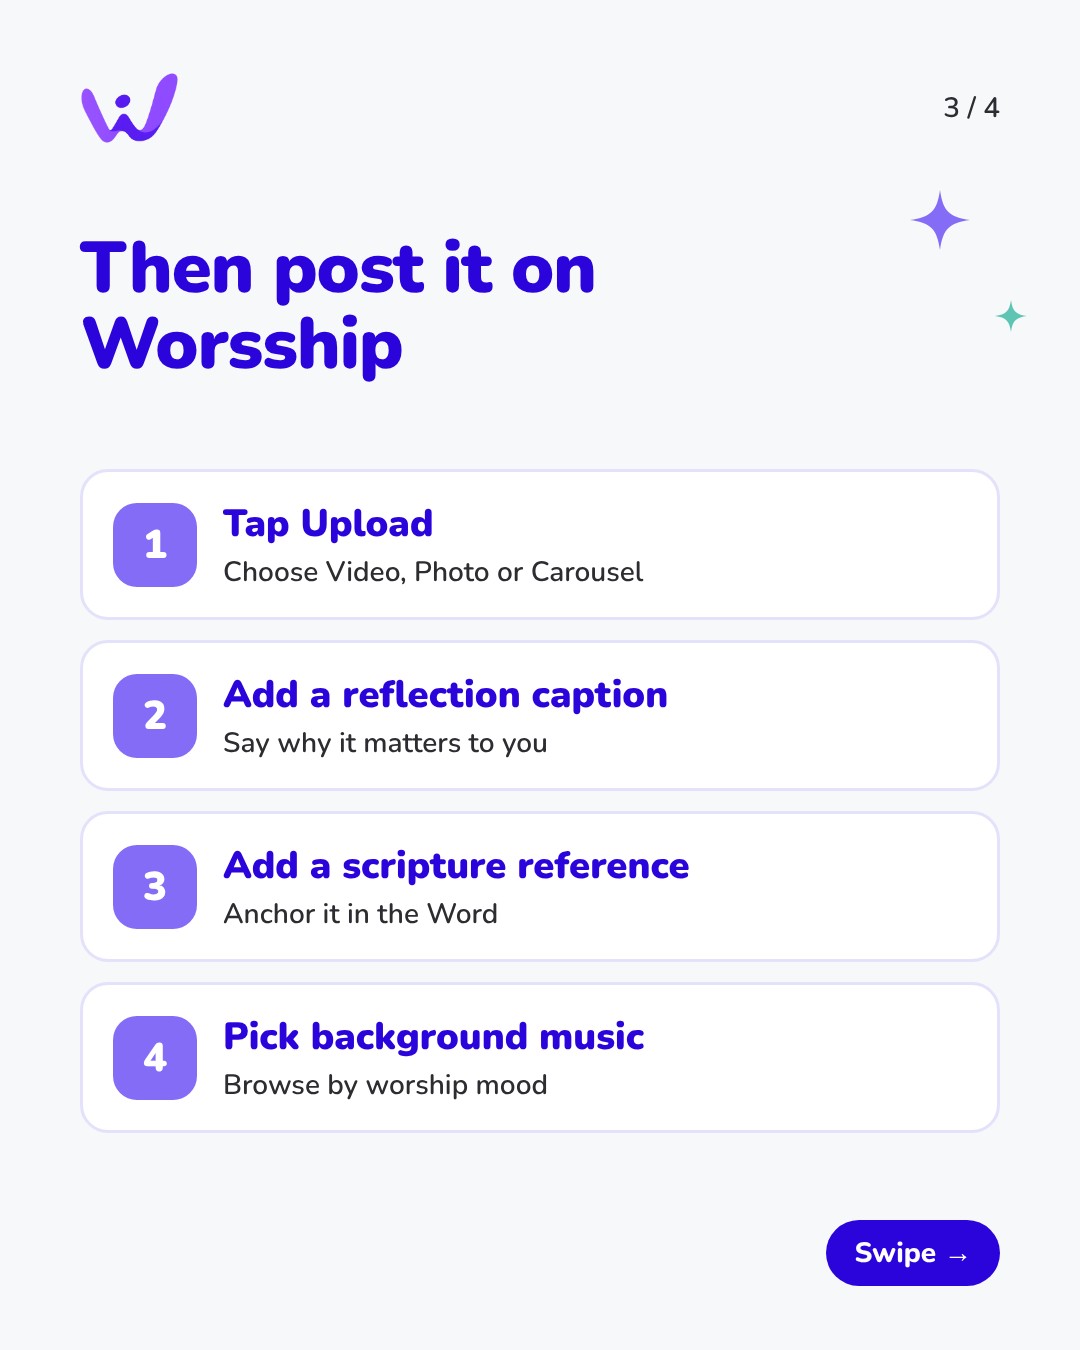 3 / 4
Then post it on
Worsship
1
Tap Upload
Choose Video, Photo or Carousel
2
Add a reflection caption
Say why it matters to you
3
Add a scripture reference
Anchor it in the Word
4
Pick background music
Browse by worship mood
Swipe →